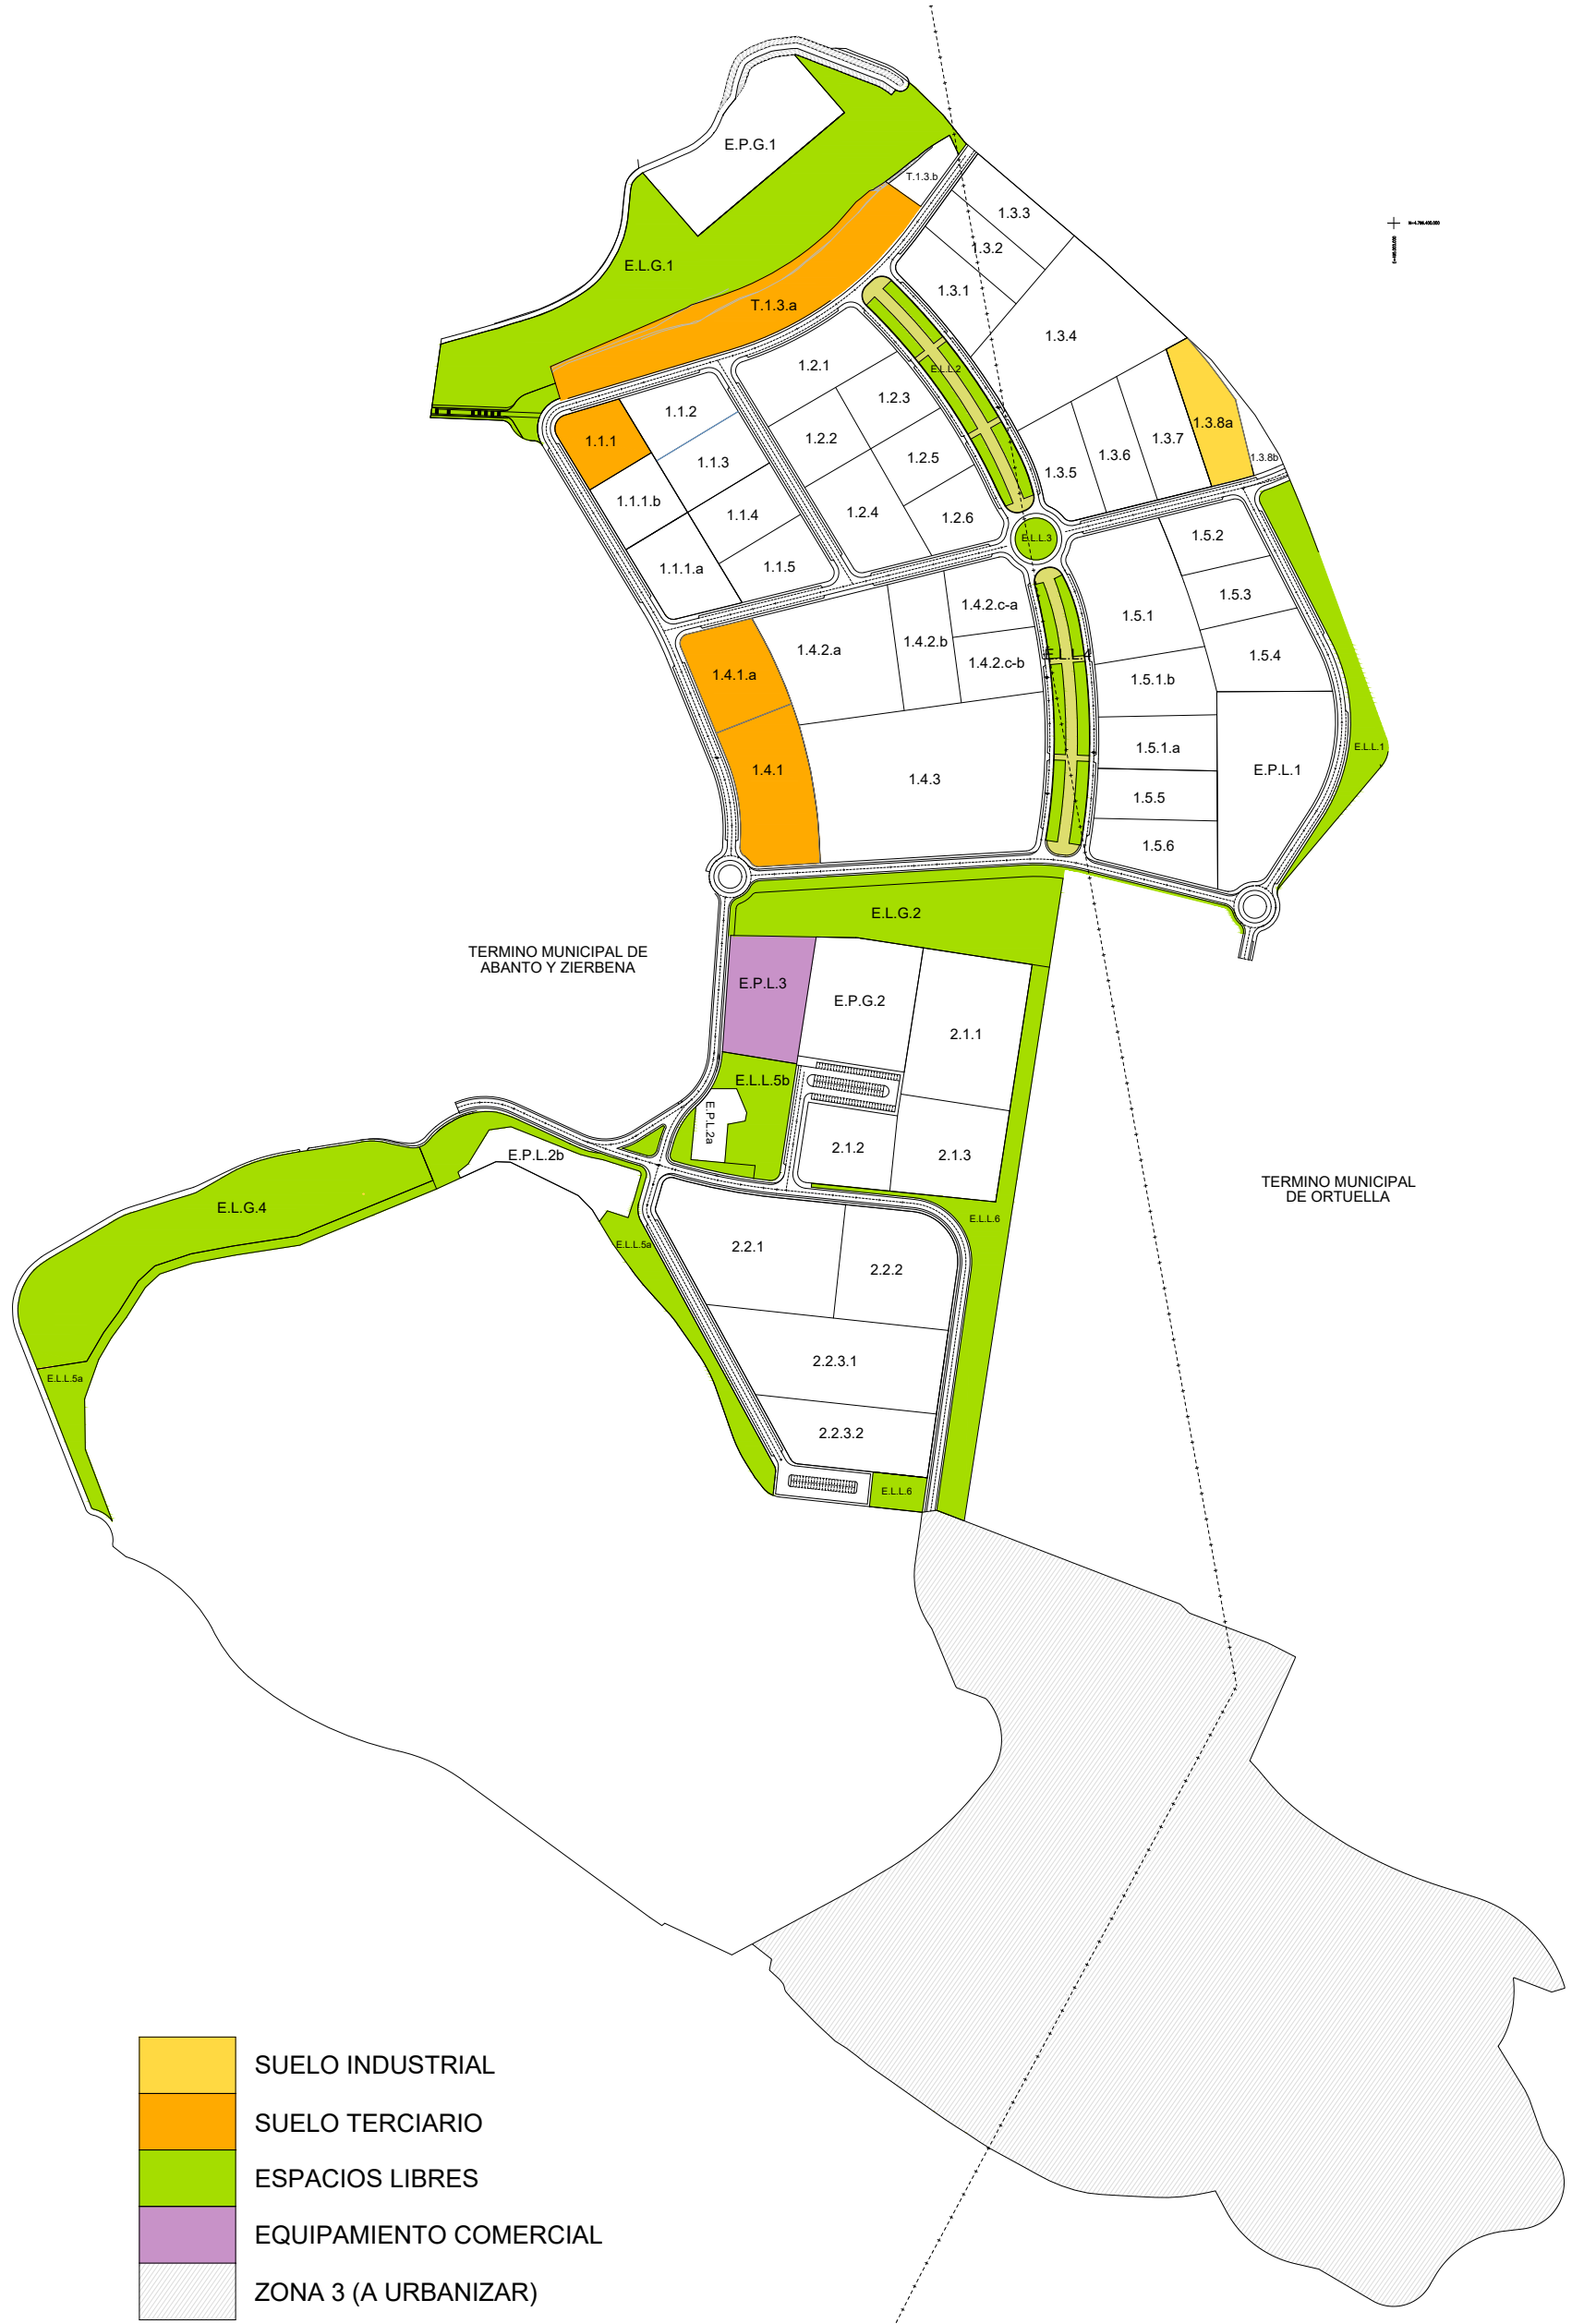 E.P.G.1
T.1.3.b
1.3.3
1.3.2
E.L.G.1
1.3.1
T.1.3.a
1.3.4
1.2.1
E.L.L.2
1.2.3
1.1.2
1.3.8a
1.1.1
1.2.2
1.3.7
1.3.6
1.3.8b
1.1.3
1.2.5
1.3.5
1.1.1.b
1.1.4
1.2.4
1.2.6
E.L.L.3
1.5.2
1.1.1.a
1.1.5
1.5.3
1.4.2.c-a
1.5.1
1.4.2.b
1.4.2.a
E.L.L.4
1.5.4
1.4.2.c-b
1.4.1.a
1.5.1.b
E.L.L.1
1.5.1.a
1.4.1
E.P.L.1
1.4.3
1.5.5
1.5.6
E.L.G.2
TERMINO MUNICIPAL DE
ABANTO Y ZIERBENA
E.P.L.3
E.P.G.2
2.1.1
E.L.L.5b
E.P.L.2a
2.1.2
E.P.L.2b
2.1.3
TERMINO MUNICIPAL
DE ORTUELLA
E.L.G.4
E.L.L.6
E.L.L.5a
2.2.1
2.2.2
2.2.3.1
E.L.L.5a
2.2.3.2
E.L.L.6
SUELO INDUSTRIAL
SUELO TERCIARIO
ESPACIOS LIBRES
EQUIPAMIENTO COMERCIAL
ZONA 3 (A URBANIZAR)